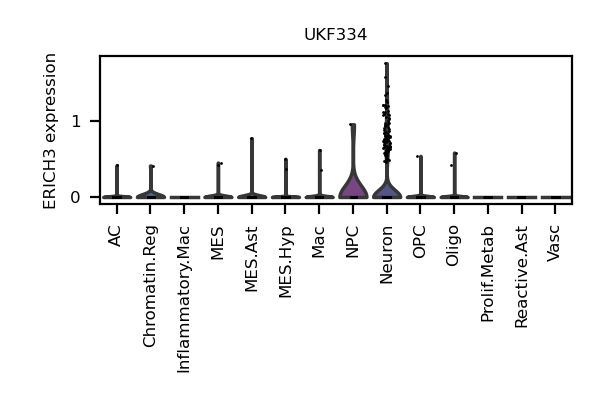 UKF334
ERICH3 expression
1
0
AC
Chromatin.Reg
Inflammatory.Mac
MES
MES.Ast
MES.Hyp
Mac
NPC
Neuron
OPC
Oligo
Prolif.Metab
Reactive.Ast
Vasc